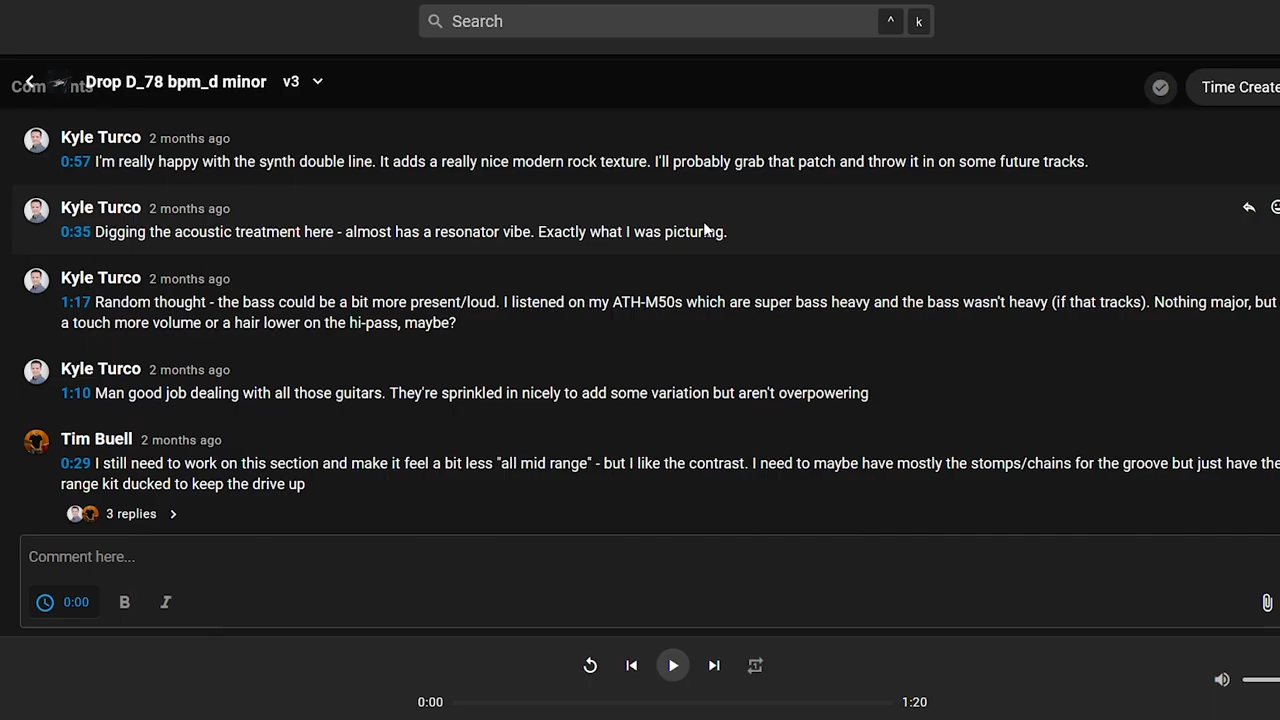 Search
^
k
Comments
Drop D_78 bpm_d minor
v3
Time Create
Kyle Turco 2 months ago
0:57 I'm really happy with the synth double line. It adds a really nice modern rock texture. I'll probably grab that patch and throw it in on some future tracks.
Kyle Turco 2 months ago
0:35 Digging the acoustic treatment here - almost has a resonator vibe. Exactly what I was picturing.
Kyle Turco 2 months ago
1:17 Random thought - the bass could be a bit more present/loud. I listened on my ATH-M50s which are super bass heavy and the bass wasn't heavy (if that tracks). Nothing major, but
a touch more volume or a hair lower on the hi-pass, maybe?
Kyle Turco 2 months ago
1:10 Man good job dealing with all those guitars. They're sprinkled in nicely to add some variation but aren't overpowering
Tim Buell 2 months ago
0:29 I still need to work on this section and make it feel a bit less "all mid range" - but I like the contrast. I need to maybe have mostly the stomps/chains for the groove but just have the
range kit ducked to keep the drive up
3 replies
Comment here...
0:00 B I
0:00
1:20